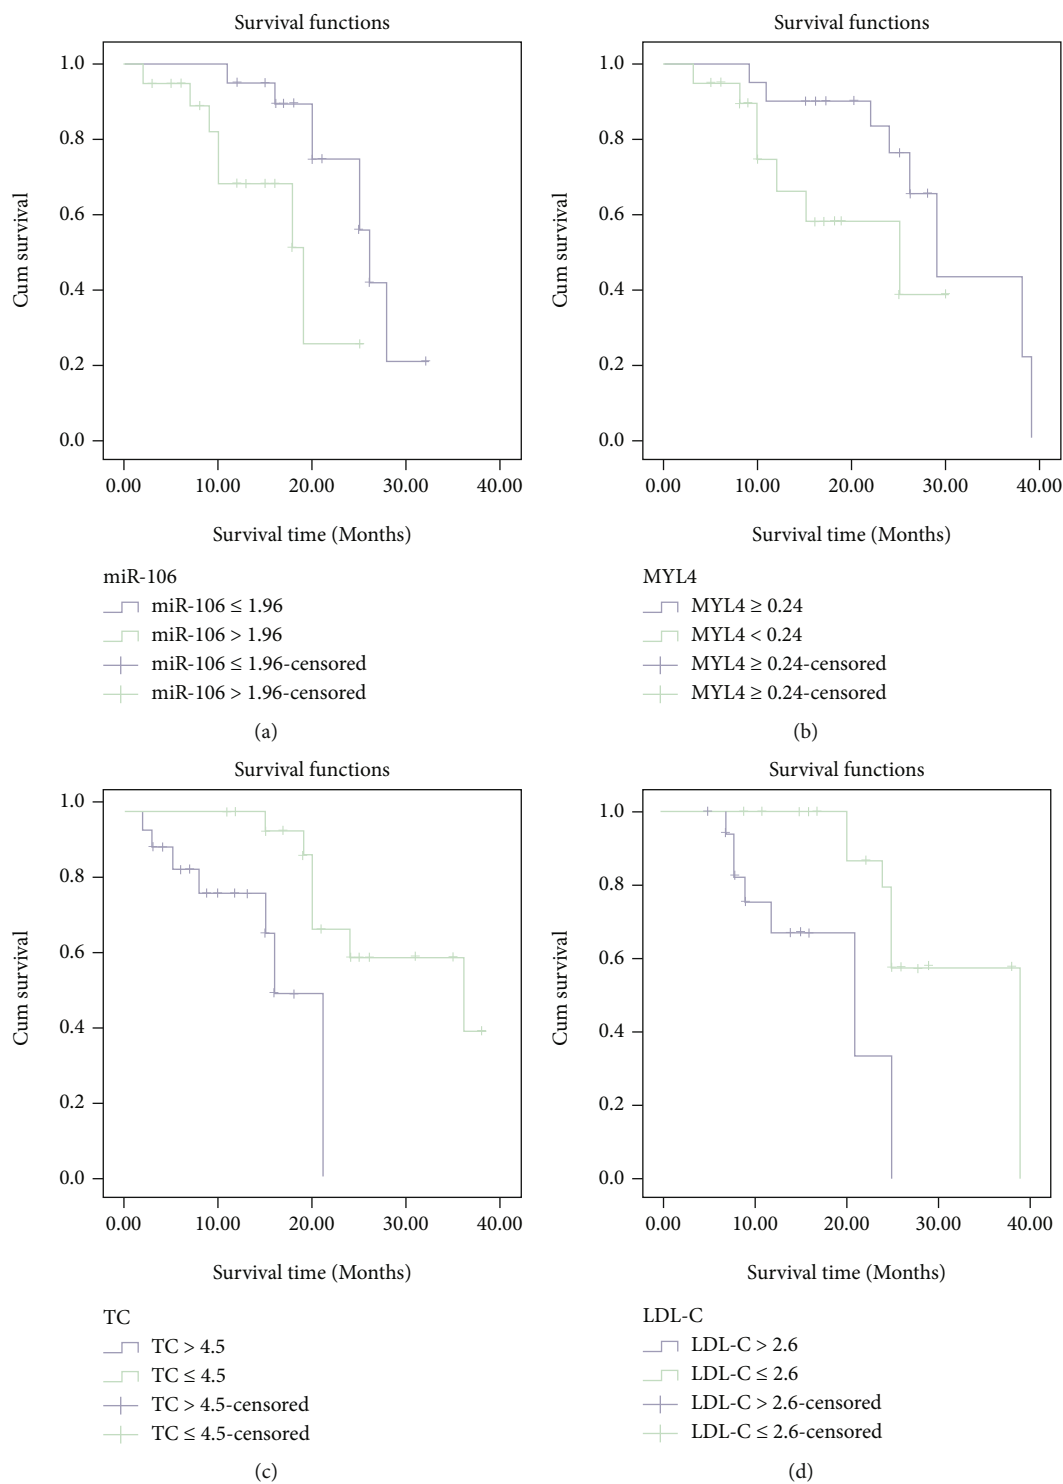 Survival functions
1.0
0.8
0.6
0.4
0.2
0.0
Cum survival
0.00 10.00 20.00 30.00 40.00
Survival time (Months)
miR-106
miR-106 ≤ 1.96
miR-106 > 1.96
miR-106 ≤ 1.96-censored
miR-106 > 1.96-censored
(a)
Survival functions
1.0
0.8
0.6
0.4
0.2
0.0
Cum survival
0.00 10.00 20.00 30.00 40.00
Survival time (Months)
MYL4
MYL4 ≥ 0.24
MYL4 < 0.24
MYL4 ≥ 0.24-censored
MYL4 ≥ 0.24-censored
(b)
Survival functions
1.0
0.8
0.6
0.4
0.2
0.0
Cum survival
0.00 10.00 20.00 30.00 40.00
Survival time (Months)
TC
TC > 4.5
TC ≤ 4.5
TC > 4.5-censored
TC ≤ 4.5-censored
(c)
Survival functions
1.0
0.8
0.6
0.4
0.2
0.0
Cum survival
0.00 10.00 20.00 30.00 40.00
Survival time (Months)
LDL-C
LDL-C > 2.6
LDL-C ≤ 2.6
LDL-C > 2.6-censored
LDL-C ≤ 2.6-censored
(d)